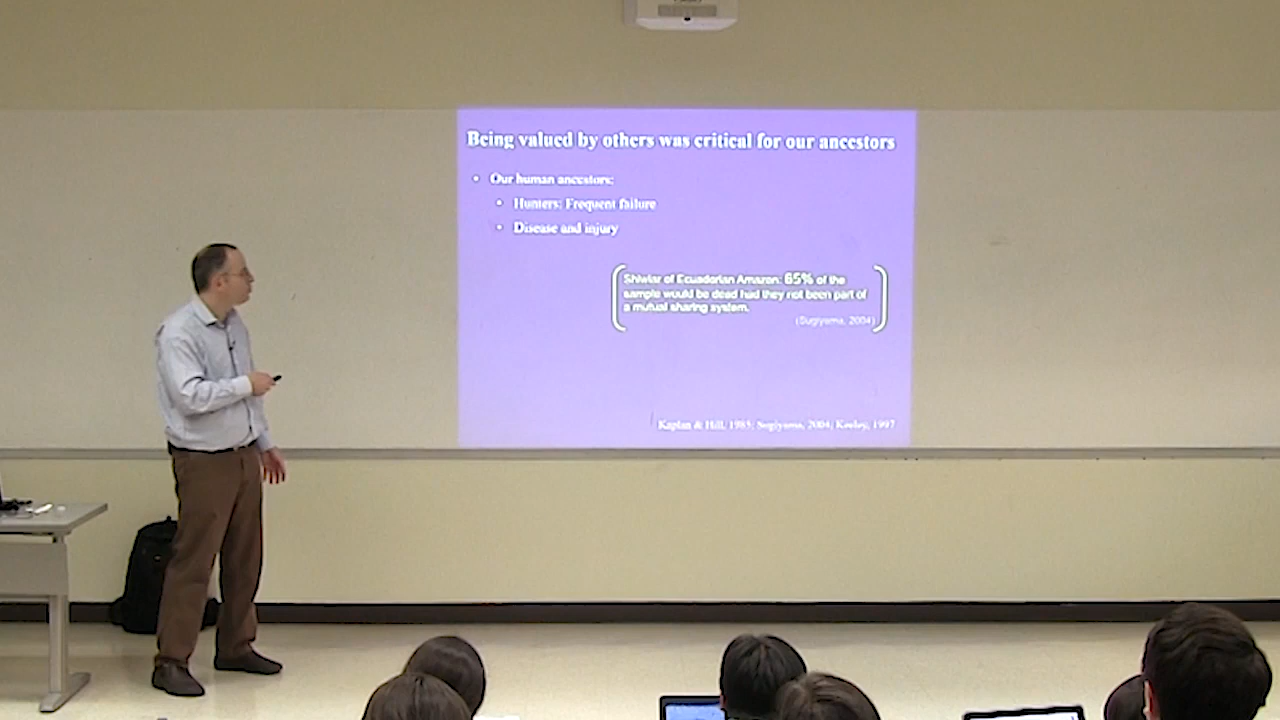 Being valued by others was critical for our ancestors
• Our human ancestors:
• Hunters: Frequent failure
• Disease and injury
Shiwiar of Ecuadorian Amazon: 65% of the
sample would be dead had they not been part of
a mutual sharing system.
(Sugiyama, 2004)
Kaplan & Hill, 1985; Sugiyama, 2004; Keeley, 1997